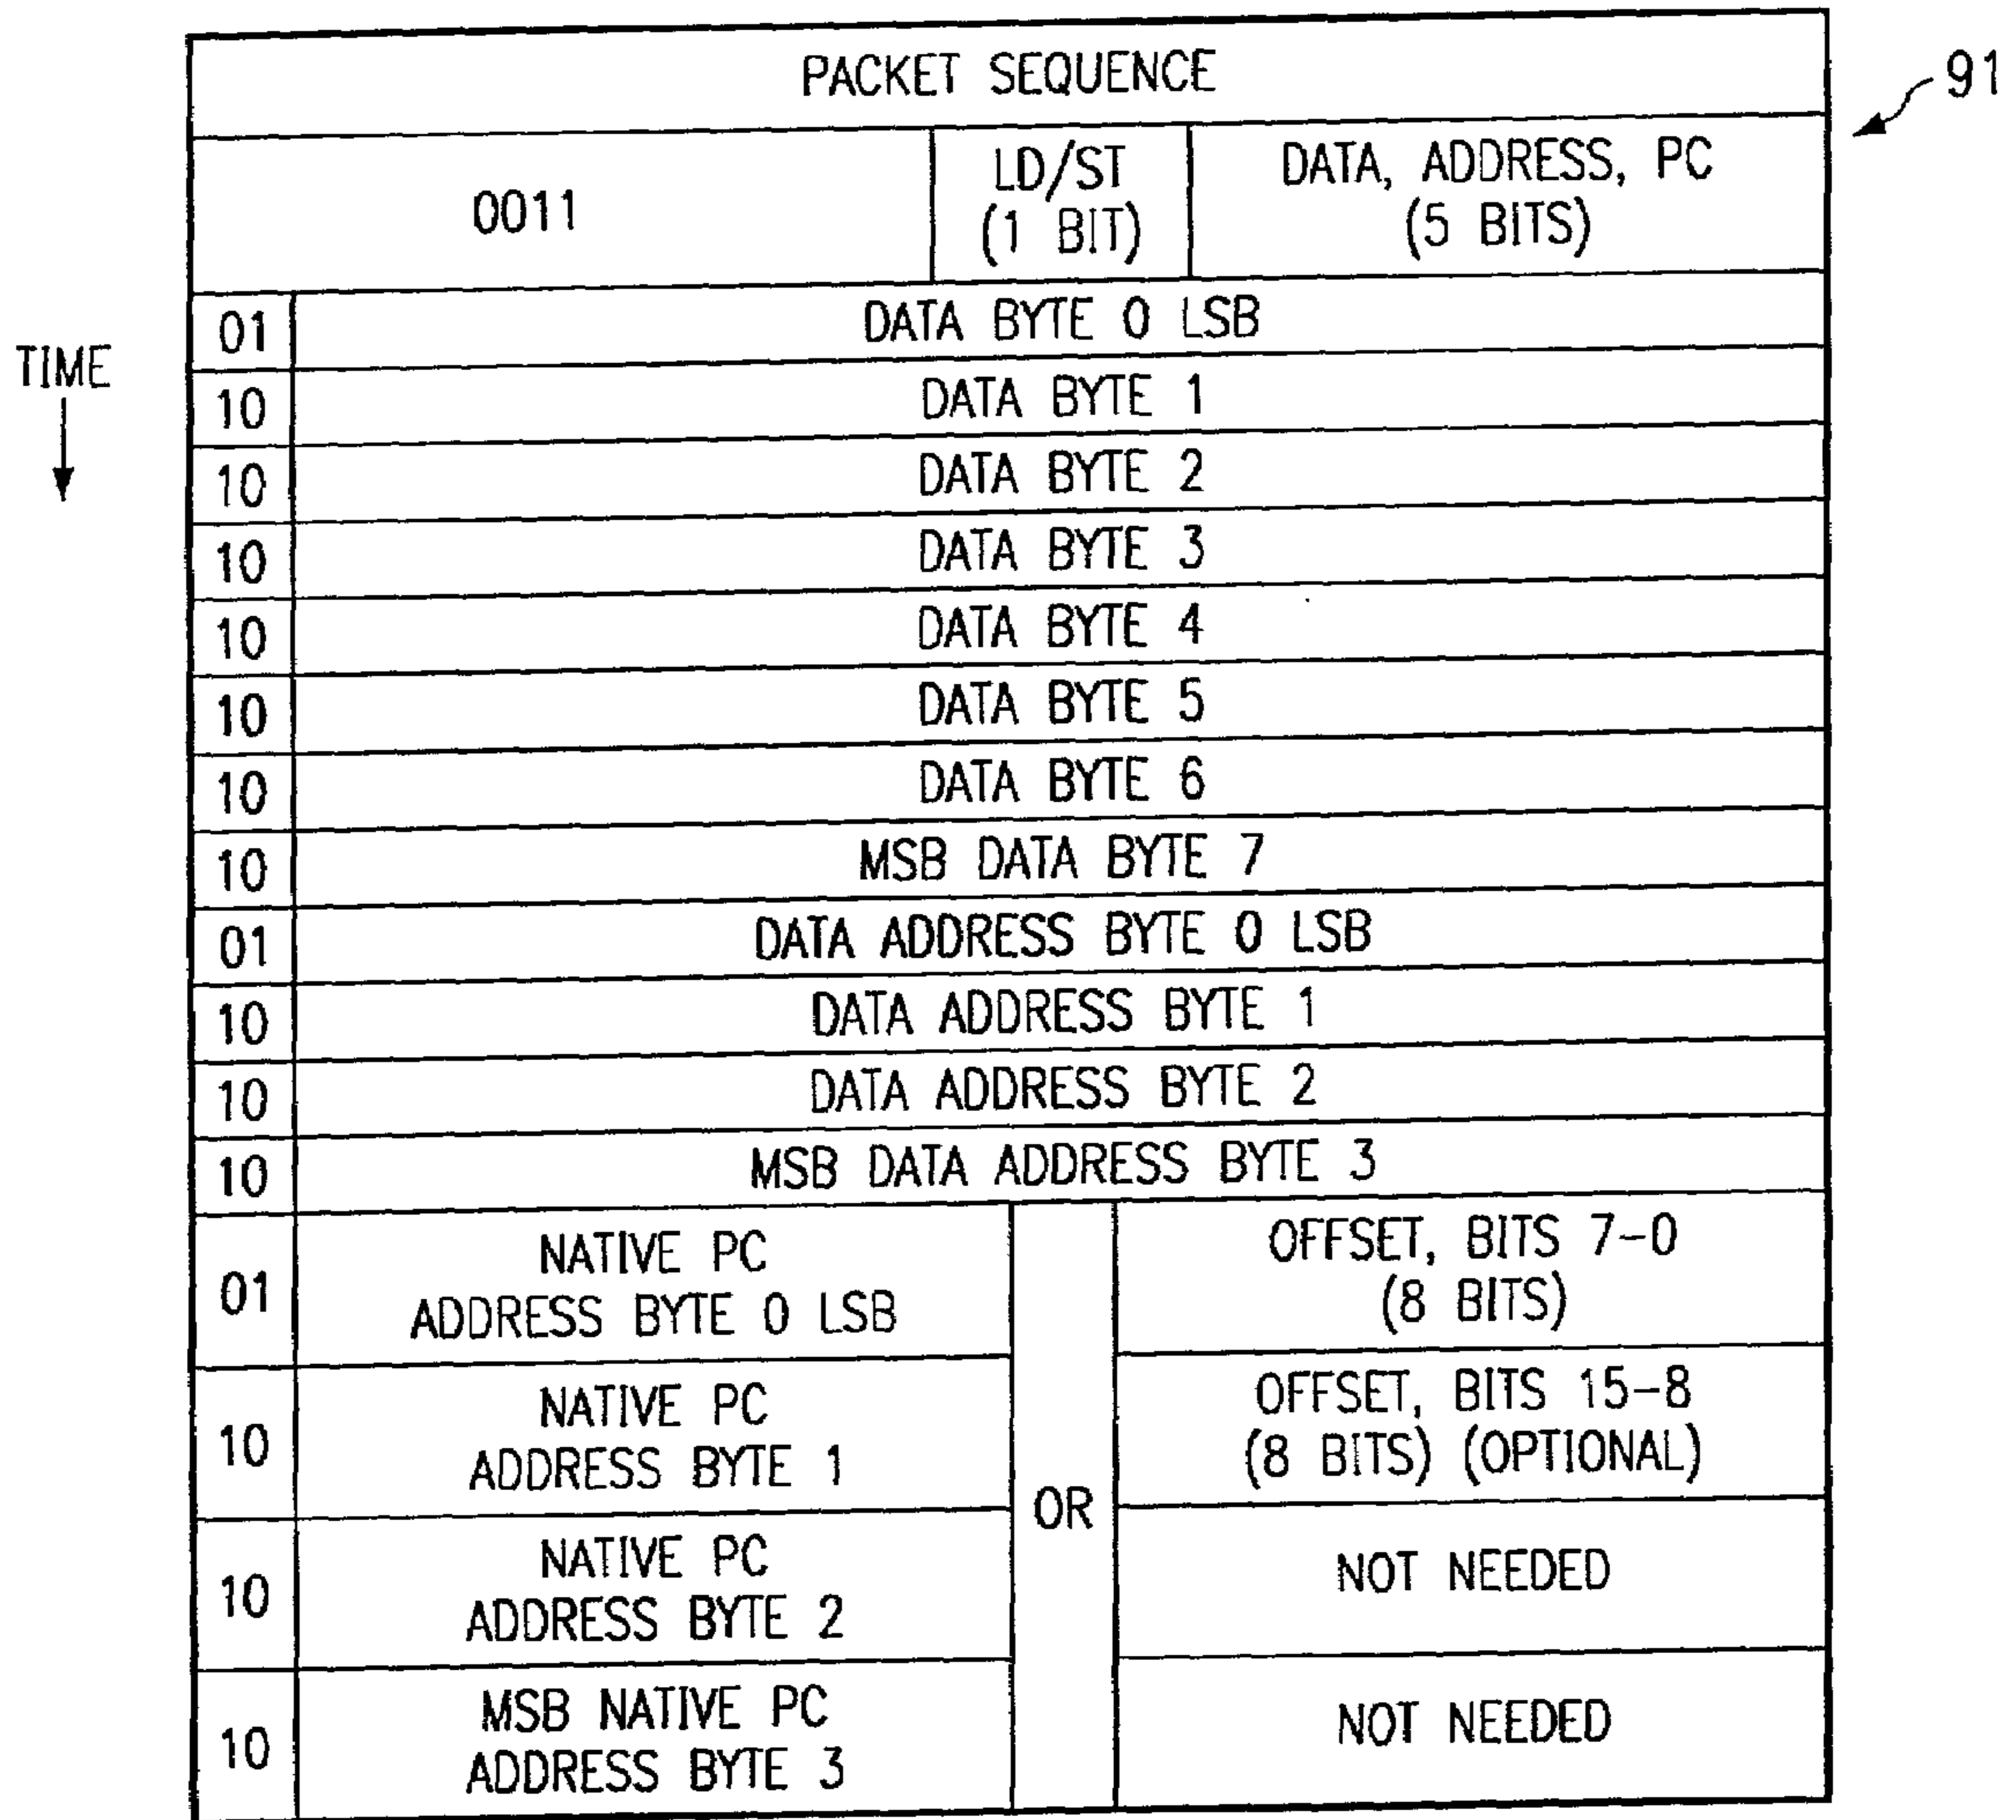 PACKET SEQUENCE
91
0011
LD/ST
(1 BIT)
DATA, ADDRESS, PC
(5 BITS)
TIME
01 DATA BYTE 0 LSB
10 DATA BYTE 1
10 DATA BYTE 2
10 DATA BYTE 3
10 DATA BYTE 4
10 DATA BYTE 5
10 DATA BYTE 6
10 MSB DATA BYTE 7
01 DATA ADDRESS BYTE 0 LSB
10 DATA ADDRESS BYTE 1
10 DATA ADDRESS BYTE 2
10 MSB DATA ADDRESS BYTE 3
01
NATIVE PC
ADDRESS BYTE 0 LSB
OFFSET, BITS 7-0
(8 BITS)
10
NATIVE PC
ADDRESS BYTE 1
OR
OFFSET, BITS 15-8
(8 BITS) (OPTIONAL)
10
NATIVE PC
ADDRESS BYTE 2
NOT NEEDED
10
MSB NATIVE PC
ADDRESS BYTE 3
NOT NEEDED